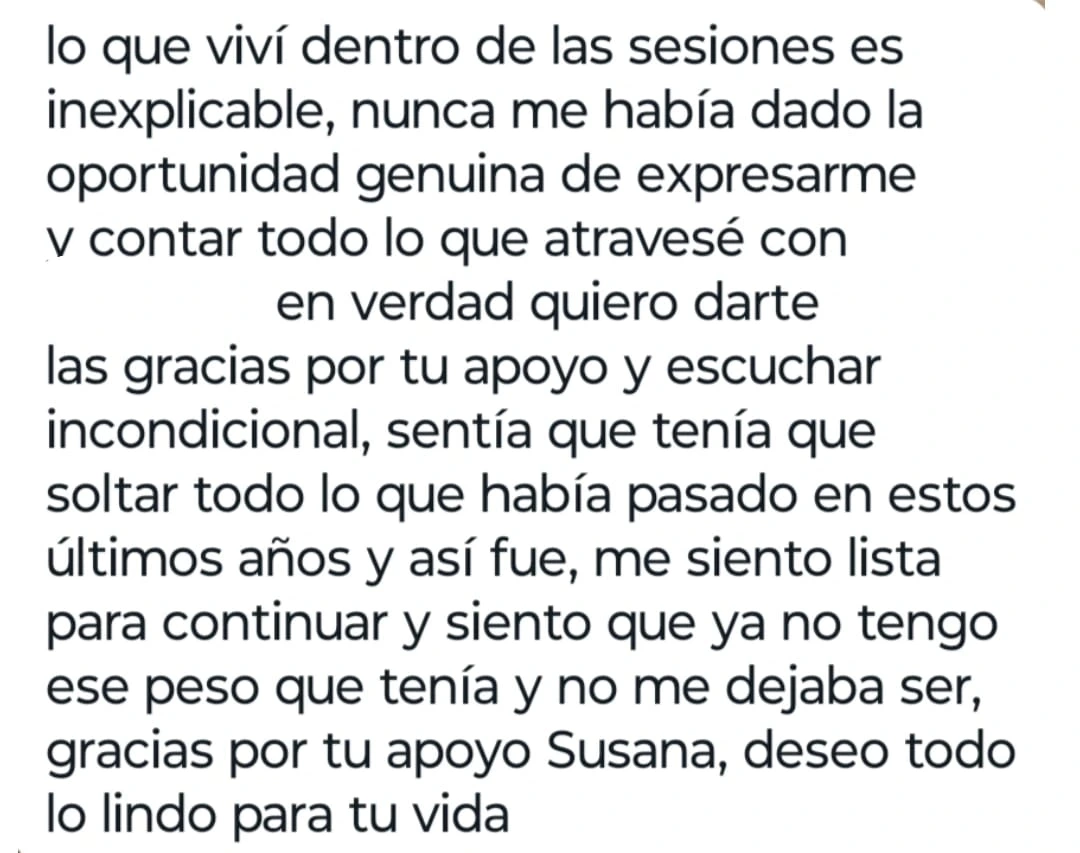 lo que viví dentro de las sesiones es
inexplicable, nunca me había dado la
oportunidad genuina de expresarme
y contar todo lo que atravesé con
en verdad quiero darte
las gracias por tu apoyo y escuchar
incondicional, sentía que tenía que
soltar todo lo que había pasado en estos
últimos años y así fue, me siento lista
para continuar y siento que ya no tengo
ese peso que tenía y no me dejaba ser,
gracias por tu apoyo Susana, deseo todo
lo lindo para tu vida